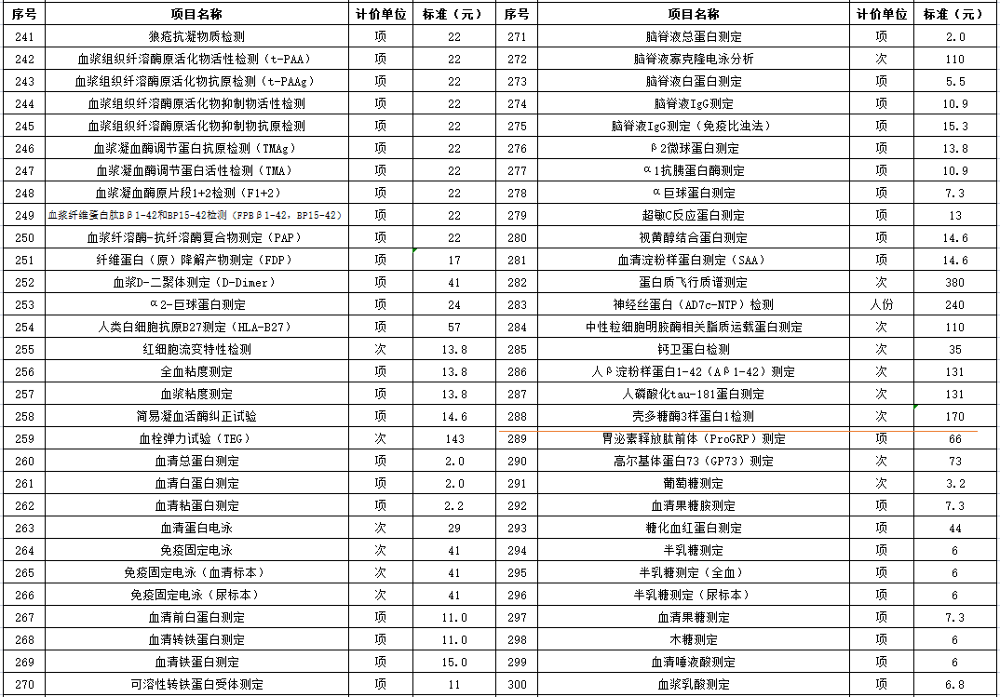 序号 项目名称 计价单位 标准（元） 序号 项目名称 计价单位 标准（元）
241 狼疮抗凝物质检测 项 22 271 脑脊液总蛋白测定 项 2.0
242 血浆组织纤溶酶原活化物活性检测（t-PAA） 项 22 272 脑脊液寡克隆电泳分析 次 110
243 血浆组织纤溶酶原活化物抗原检测（t-PAAg） 项 22 273 脑脊液白蛋白测定 项 5.5
244 血浆组织纤溶酶原活化物抑制物活性检测 项 22 274 脑脊液IgG测定 项 10.9
245 血浆组织纤溶酶原活化物抑制物抗原检测 项 22 275 脑脊液IgG测定（免疫比浊法） 项 15.3
246 血浆凝血酶调节蛋白抗原检测（TMAg） 项 22 276 β2微球蛋白测定 项 13.8
247 血浆凝血酶调节蛋白活性检测（TMA） 项 22 277 α1抗胰蛋白酶测定 项 10.9
248 血浆凝血酶原片段1+2检测（F1+2） 项 22 278 α巨球蛋白测定 项 7.3
249 血浆纤维蛋白肽Bβ1-42和BP15-42检测（FPBβ1-42，BP15-42） 项 22 279 超敏C反应蛋白测定 项 13
250 血浆纤溶酶-抗纤溶酶复合物测定（PAP） 项 22 280 视黄醇结合蛋白测定 项 14.6
251 纤维蛋白（原）降解产物测定（FDP） 项 17 281 血清淀粉样蛋白测定（SAA） 项 14.6
252 血浆D-二聚体测定（D-Dimer） 项 41 282 蛋白质飞行质谱测定 次 380
253 α2-巨球蛋白测定 项 24 283 神经丝蛋白（AD7c-NTP）检测 人份 240
254 人类白细胞抗原B27测定（HLA-B27） 项 57 284 中性粒细胞明胶酶相关脂质运载蛋白测定 次 110
255 红细胞流变特性检测 次 13.8 285 钙卫蛋白检测 次 35
256 全血粘度测定 项 13.8 286 人β淀粉样蛋白1-42（Aβ1-42）测定 次 131
257 血浆粘度测定 项 13.8 287 人磷酸化tau-181蛋白测定 次 131
258 简易凝血活酶纠正试验 项 14.6 288 壳多糖酶3样蛋白1检测 次 170
259 血栓弹力试验（TEG） 次 143 289 胃泌素释放肽前体（ProGRP）测定 项 66
260 血清总蛋白测定 项 2.0 290 高尔基体蛋白73（GP73）测定 次 73
261 血清白蛋白测定 项 2.0 291 葡萄糖测定 次 3.2
262 血清粘蛋白测定 项 2.2 292 血清果糖胺测定 项 7.3
263 血清蛋白电泳 次 29 293 糖化血红蛋白测定 项 44
264 免疫固定电泳 次 41 294 半乳糖测定 项 6
265 免疫固定电泳（血清标本） 次 41 295 半乳糖测定（全血） 项 6
266 免疫固定电泳（尿标本） 次 41 296 半乳糖测定（尿标本） 项 6
267 血清前白蛋白测定 项 11.0 297 血清果糖测定 项 7.3
268 血清转铁蛋白测定 项 11.0 298 木糖测定 项 6
269 血清铁蛋白测定 项 15.0 299 血清唾液酸测定 项 6
270 可溶性转铁蛋白受体测定 项 11 300 血浆乳酸测定 项 6.8